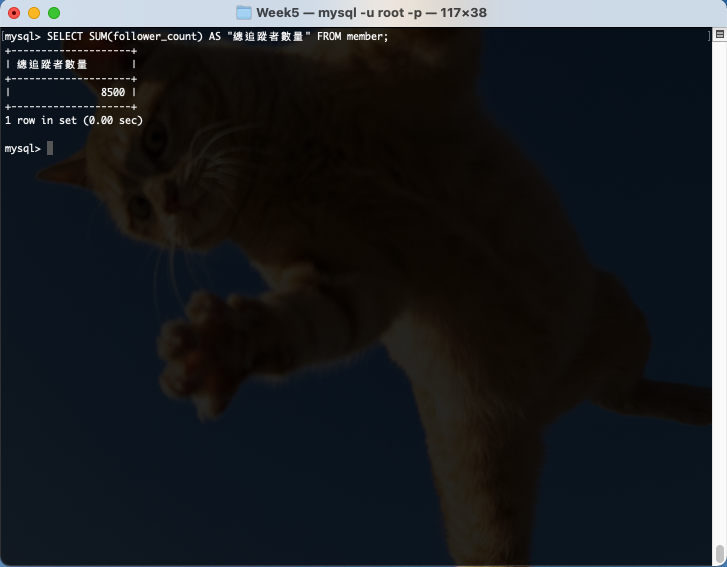 Week5 — mysql -u root -p — 117×38
[mysql> SELECT SUM(follower_count) AS "總追蹤者數量" FROM member; ]
+--------------------+
| 總追蹤者數量       |
+--------------------+
|               8500 |
+--------------------+
1 row in set (0.00 sec)
mysql>